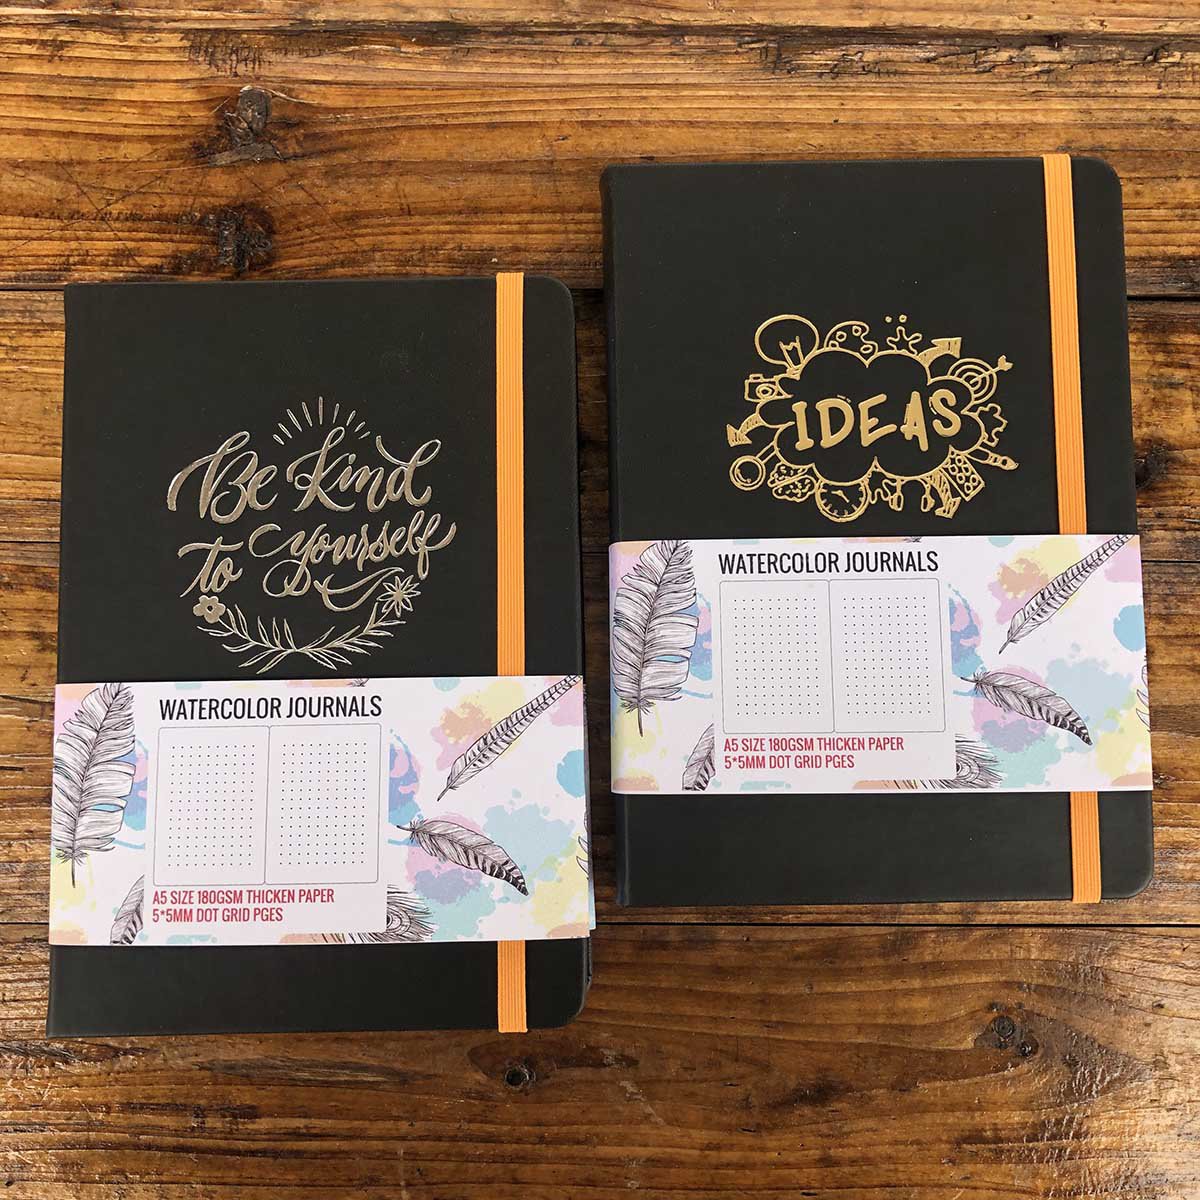 Be Kind
to yourself
WATERCOLOR JOURNALS
A5 SIZE 180GSM THICKEN PAPER
5*5MM DOT GRID PGES
IDEAS
WATERCOLOR JOURNALS
A5 SIZE 180GSM THICKEN PAPER
5*5MM DOT GRID PGES